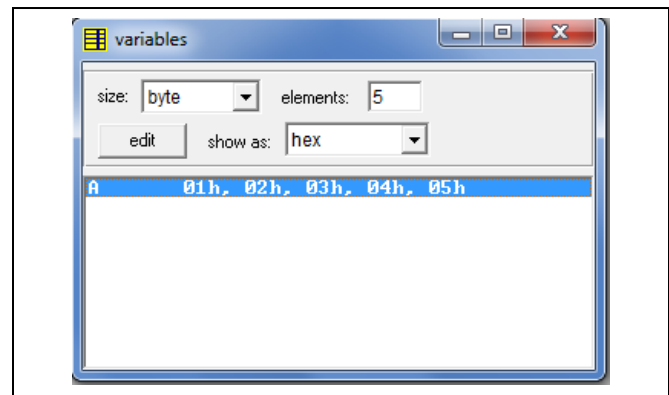 variables
size: byte elements: 5
edit show as: hex
A 01h, 02h, 03h, 04h, 05h